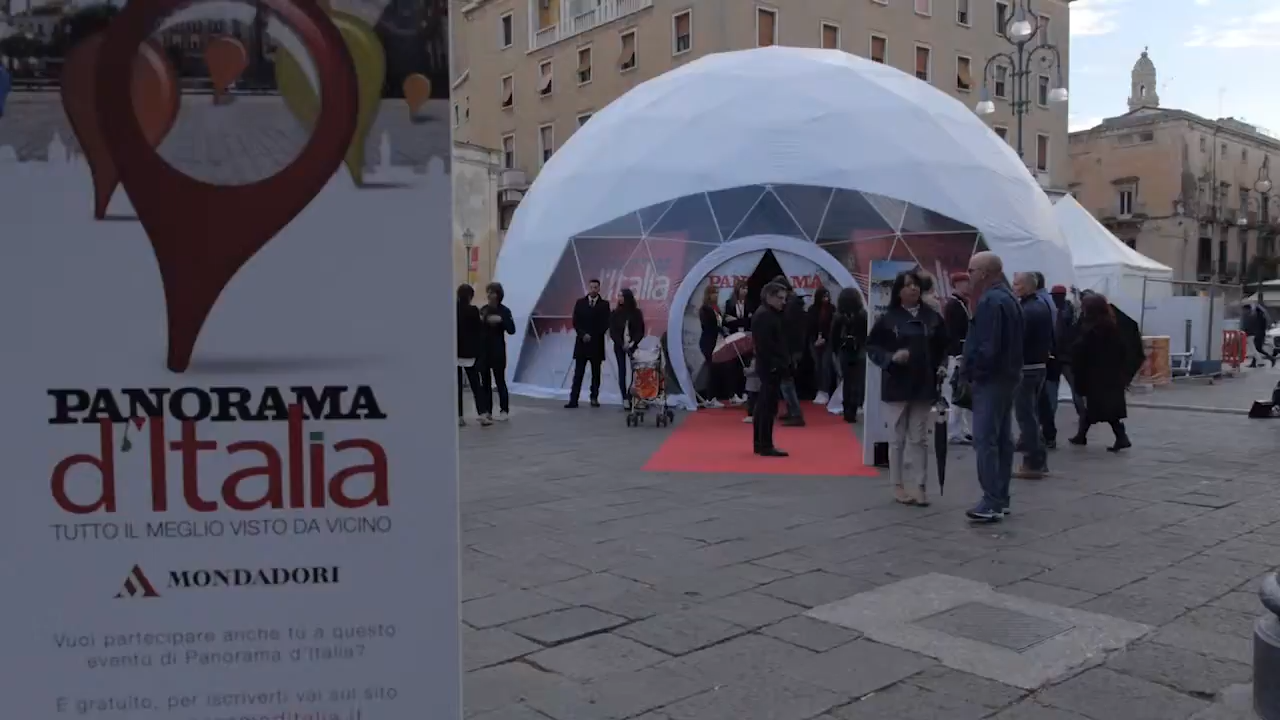 PANORAMA
d'Italia
TUTTO IL MEGLIO VISTO DA VICINO
MONDADORI
Vuoi partecipare anche tu a questo
evento di Panorama d'Italia?
E gratuito, per iscriverti vai sul sito
d'Italia
PANORAMA